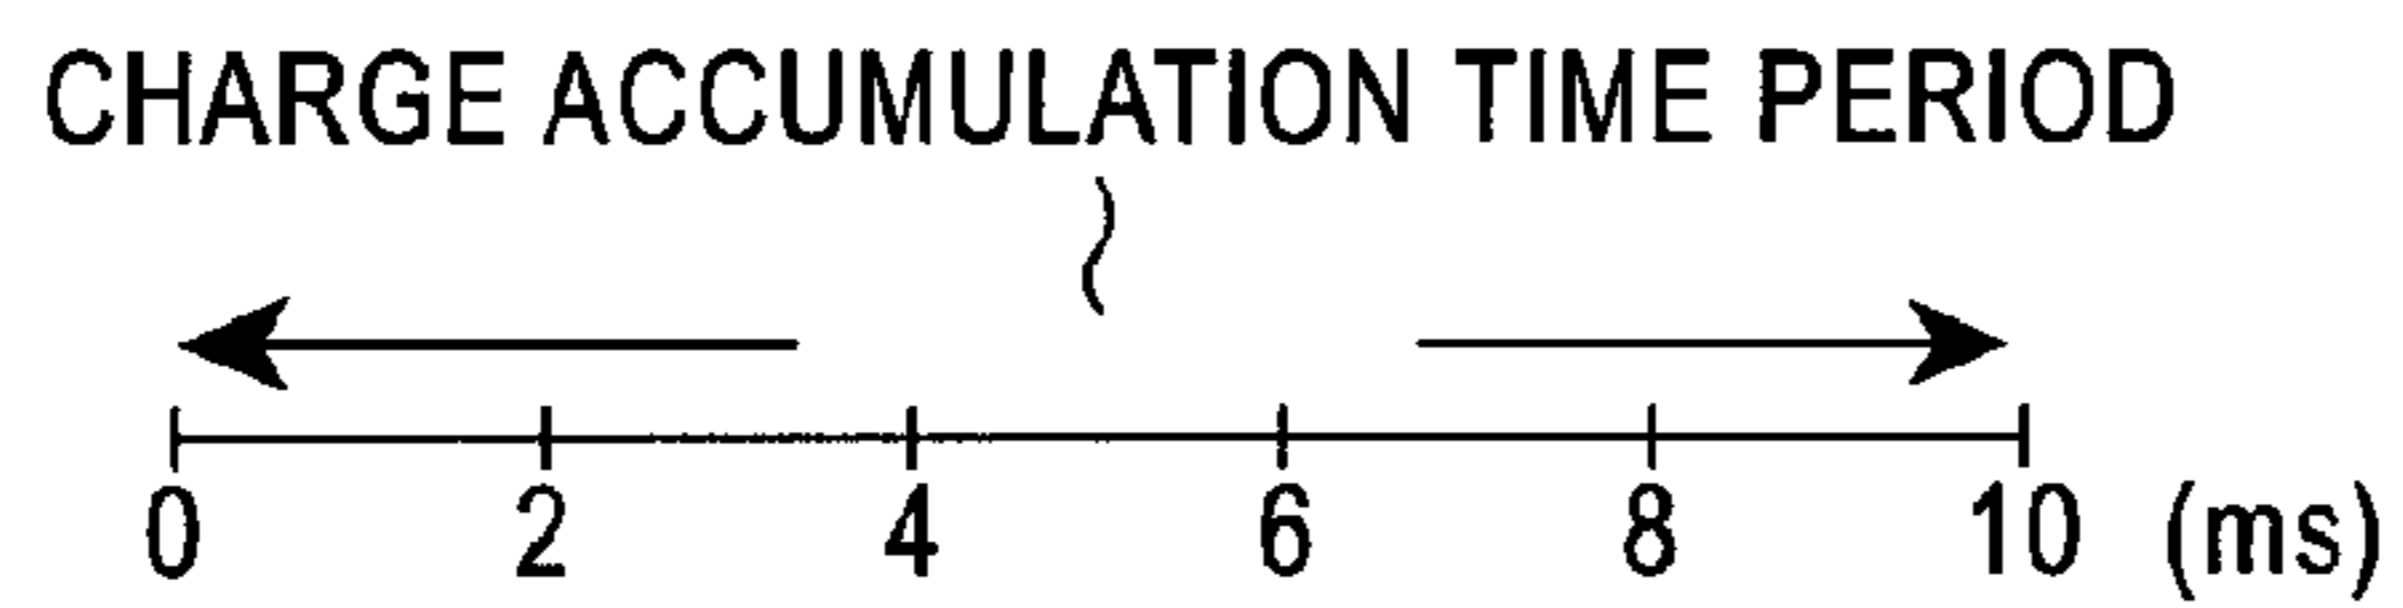 CHARGE ACCUMULATION TIME PERIOD
0 2 4 6 8 10 (ms)